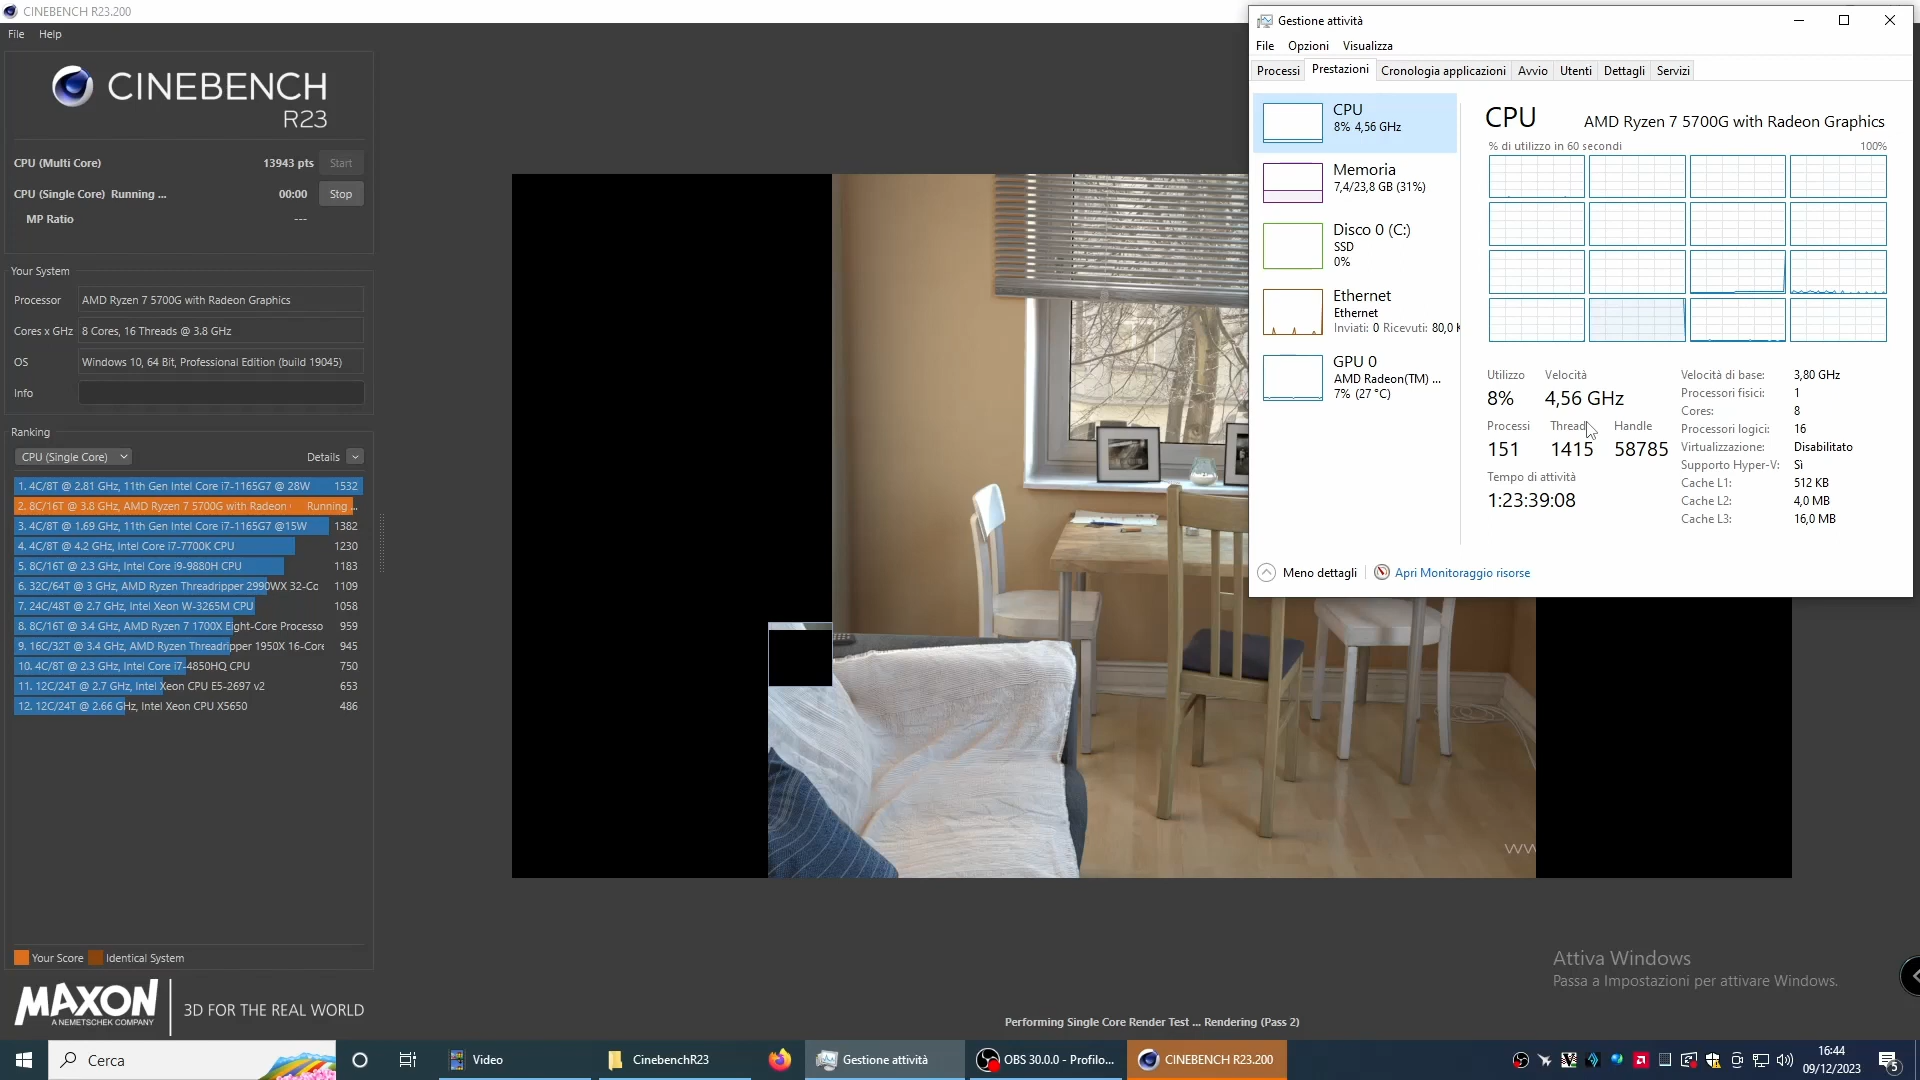 CINEBENCH R23.200
File Help
CINEBENCH
R23
CPU (Multi Core) 13943 pts Start
CPU (Single Core) Running ... 00:00 Stop
MP Ratio ---
Your System
Processor AMD Ryzen 7 5700G with Radeon Graphics
Cores x GHz 8 Cores, 16 Threads @ 3.8 GHz
OS Windows 10, 64 Bit, Professional Edition (build 19045)
Info
Ranking
CPU (Single Core) Details
1. 4C/8T @ 2.81 GHz, 11th Gen Intel Core i7-1165G7 @ 28W 1532
2. 8C/16T @ 3.8 GHz, AMD Ryzen 7 5700G with Radeon Running ...
3. 4C/8T @ 1.69 GHz, 11th Gen Intel Core i7-1165G7 @15W 1382
4. 4C/8T @ 4.2 GHz, Intel Core i7-7700K CPU 1230
5. 8C/16T @ 2.3 GHz, Intel Core i9-9880H CPU 1183
6. 32C/64T @ 3 GHz, AMD Ryzen Threadripper 2990WX 32-Co 1109
7. 24C/48T @ 2.7 GHz, Intel Xeon W-3265M CPU 1058
8. 8C/16T @ 3.4 GHz, AMD Ryzen 7 1700X Eight-Core Processo 959
9. 16C/32T @ 3.4 GHz, AMD Ryzen Threadripper 1950X 16-Core 945
10. 4C/8T @ 2.3 GHz, Intel Core i7-4850HQ CPU 750
11. 12C/24T @ 2.7 GHz, Intel Xeon CPU E5-2697 v2 653
12. 12C/24T @ 2.66 GHz, Intel Xeon CPU X5650 486
Your Score Identical System
MAXON
A NEMETSCHEK COMPANY
3D FOR THE REAL WORLD
Gestione attività
File Opzioni Visualizza
Processi Prestazioni Cronologia applicazioni Avvio Utenti Dettagli Servizi
CPU
8% 4,56 GHz
Memoria
7,4/23,8 GB (31%)
Disco 0 (C:)
SSD
0%
Ethernet
Ethernet
Inviati: 0 Ricevuti: 80,0 K
GPU 0
AMD Radeon(TM) ...
7% (27 °C)
CPU AMD Ryzen 7 5700G with Radeon Graphics
% di utilizzo in 60 secondi 100%
Utilizzo Velocità
8% 4,56 GHz
Processi Thread Handle
151 1415 58785
Tempo di attività
1:23:39:08
Velocità di base: 3,80 GHz
Processori fisici: 1
Cores: 8
Processori logici: 16
Virtualizzazione: Disabilitato
Supporto Hyper-V: Sì
Cache L1: 512 KB
Cache L2: 4,0 MB
Cache L3: 16,0 MB
Meno dettagli Apri Monitoraggio risorse
WW
Attiva Windows
Passa a Impostazioni per attivare Windows.
Performing Single Core Render Test ... Rendering (Pass 2)
Cerca Video CinebenchR23 Gestione attività OBS 30.0.0 - Profilo... CINEBENCH R23.200
16:44
09/12/2023
5